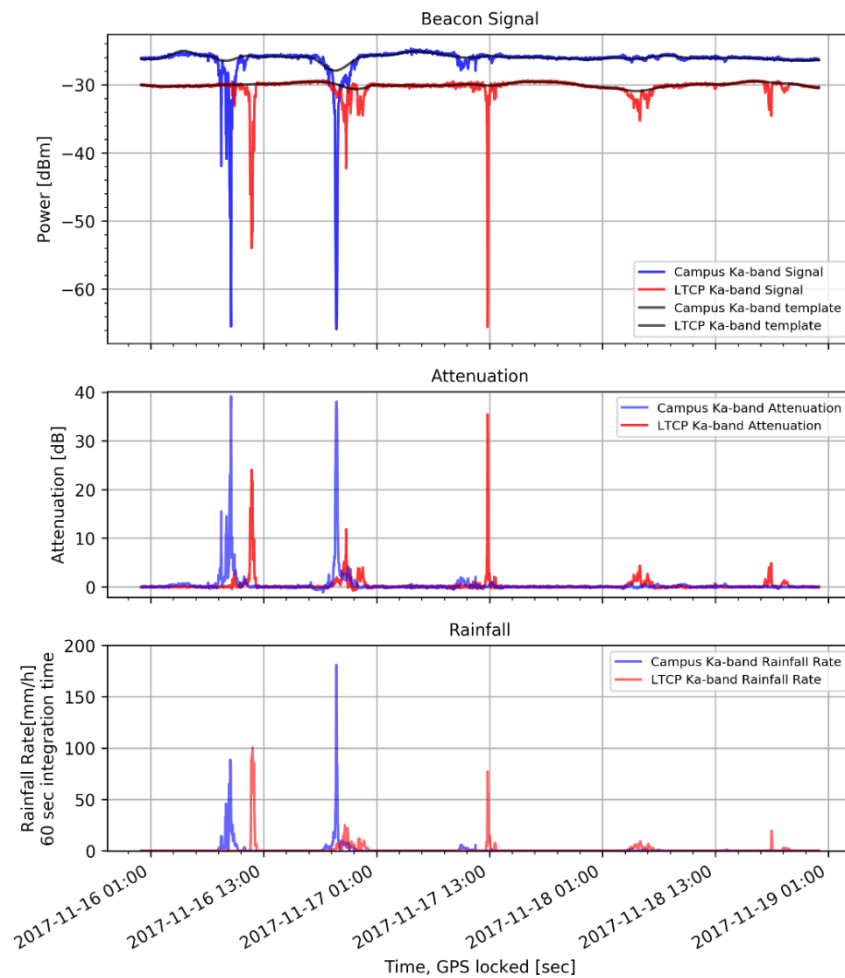 Beacon Signal
Power [dBm]
−30
−40
−50
−60
Campus Ka-band Signal
LTCP Ka-band Signal
Campus Ka-band template
LTCP Ka-band template
Attenuation
Attenuation [dB]
40
30
20
10
0
Campus Ka-band Attenuation
LTCP Ka-band Attenuation
Rainfall
Rainfall Rate[mm/h]
60 sec integration time
200
150
100
50
0
Campus Ka-band Rainfall Rate
LTCP Ka-band Rainfall Rate
2017-11-16 01:00
2017-11-16 13:00
2017-11-17 01:00
2017-11-17 13:00
2017-11-18 01:00
2017-11-18 13:00
2017-11-19 01:00
Time, GPS locked [sec]